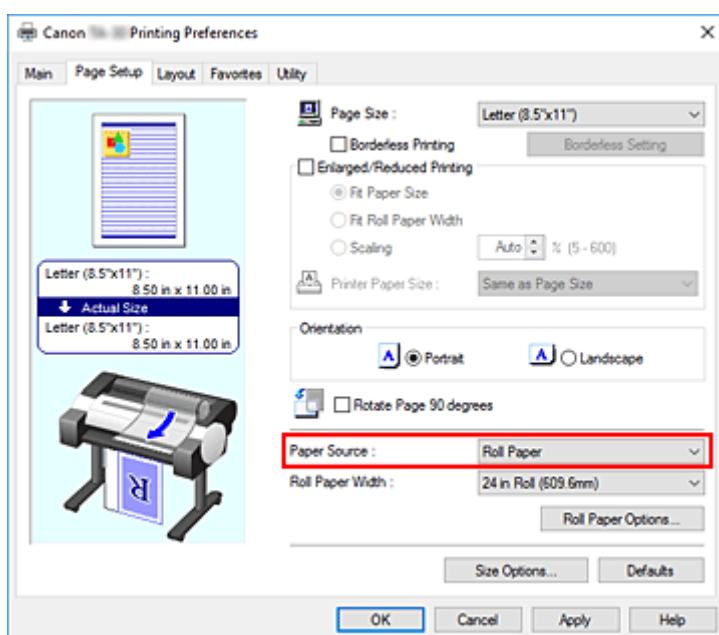 Canon Printing Preferences
Main Page Setup Layout Favorites Utility
Page Size : Letter (8.5"x11")
Borderless Printing Borderless Setting
Enlarged/Reduced Printing
Fit Paper Size
Fit Roll Paper Width
Scaling Auto % (5 - 600)
Printer Paper Size : Same as Page Size
Letter (8.5"x11") :
8.50 in x 11.00 in
Actual Size
Letter (8.5"x11") :
8.50 in x 11.00 in
Orientation
A Portrait A Landscape
Rotate Page 90 degrees
Paper Source : Roll Paper
Roll Paper Width : 24 in Roll (609.6mm)
Roll Paper Options...
R
Size Options... Defaults
OK Cancel Apply Help